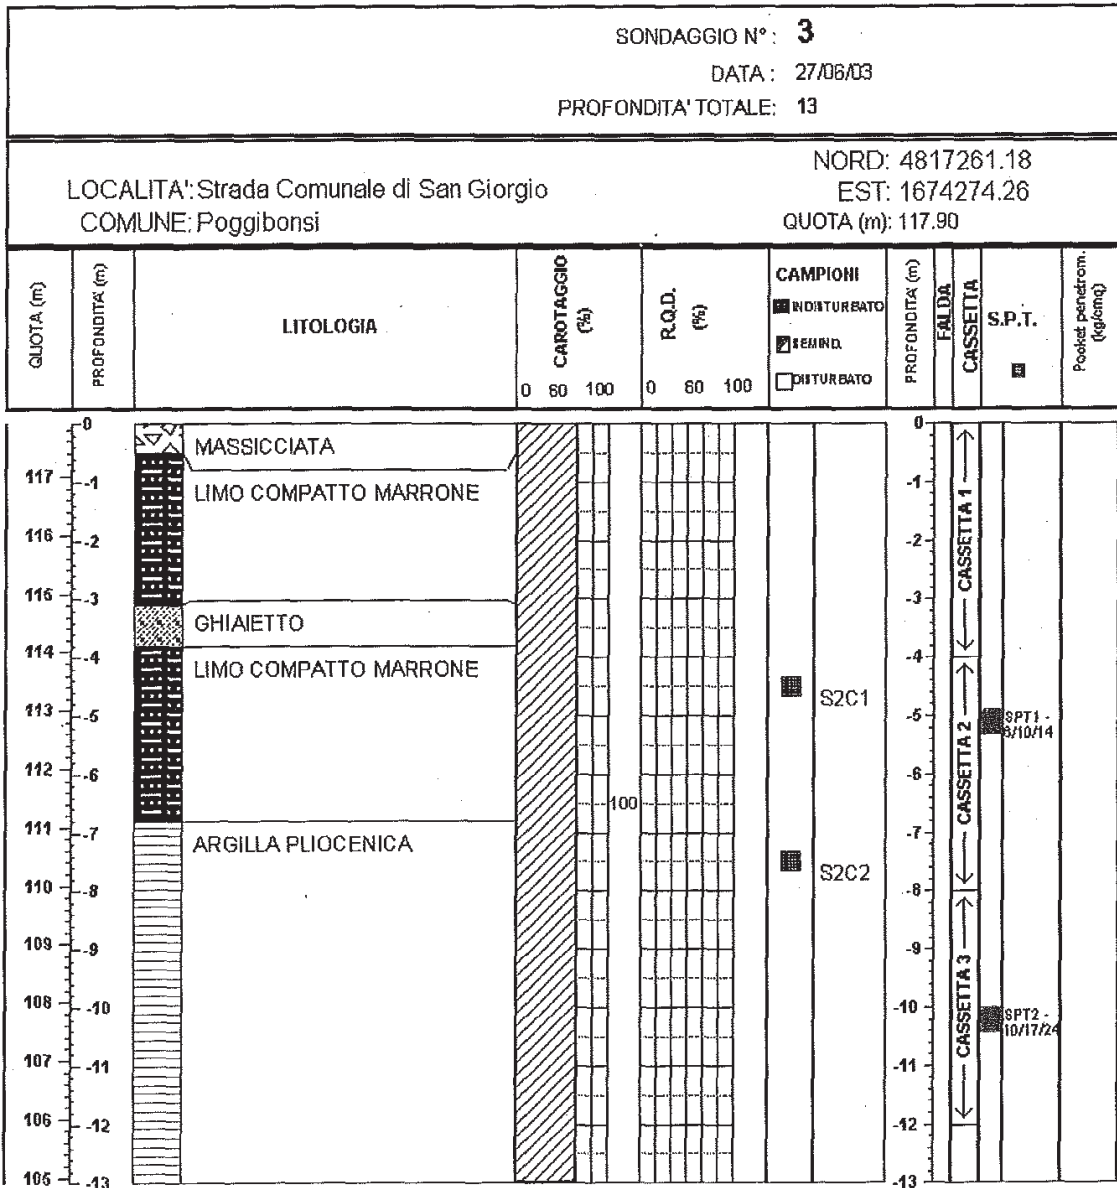 SONDAGGIO N°: 3
DATA: 27/06/03
PROFONDITA' TOTALE: 13
LOCALITA': Strada Comunale di San Giorgio
COMUNE: Poggibonsi
NORD: 4817261.18
EST: 1674274.26
QUOTA (m): 117.90
QUOTA (m)
PROFONDITA' (m)
LITOLOGIA
CAROTAGGIO (%)
0 60 100
R.Q.D. (%)
0 60 100
CAMPIONI
INDISTURBATO
SEMIND.
DISTURBATO
PROFONDITA' (m)
FALDA
CASSETTA
S.P.T.
Pocket penetrom. (kg/cmq)
0
117
-1
116
-2
115
-3
114
-4
113
-5
112
-6
111
-7
110
-8
109
-9
108
-10
107
-11
106
-12
105
-13
MASSICCIATA
LIMO COMPATTO MARRONE
GHIAIETTO
LIMO COMPATTO MARRONE
ARGILLA PLIOCENICA
100
S2C1
S2C2
0
-1
-2
-3
-4
-5
-6
-7
-8
-9
-10
-11
-12
-13
CASSETTA 1
CASSETTA 2
CASSETTA 3
SPT1 -
SPT2 -
10/17/24